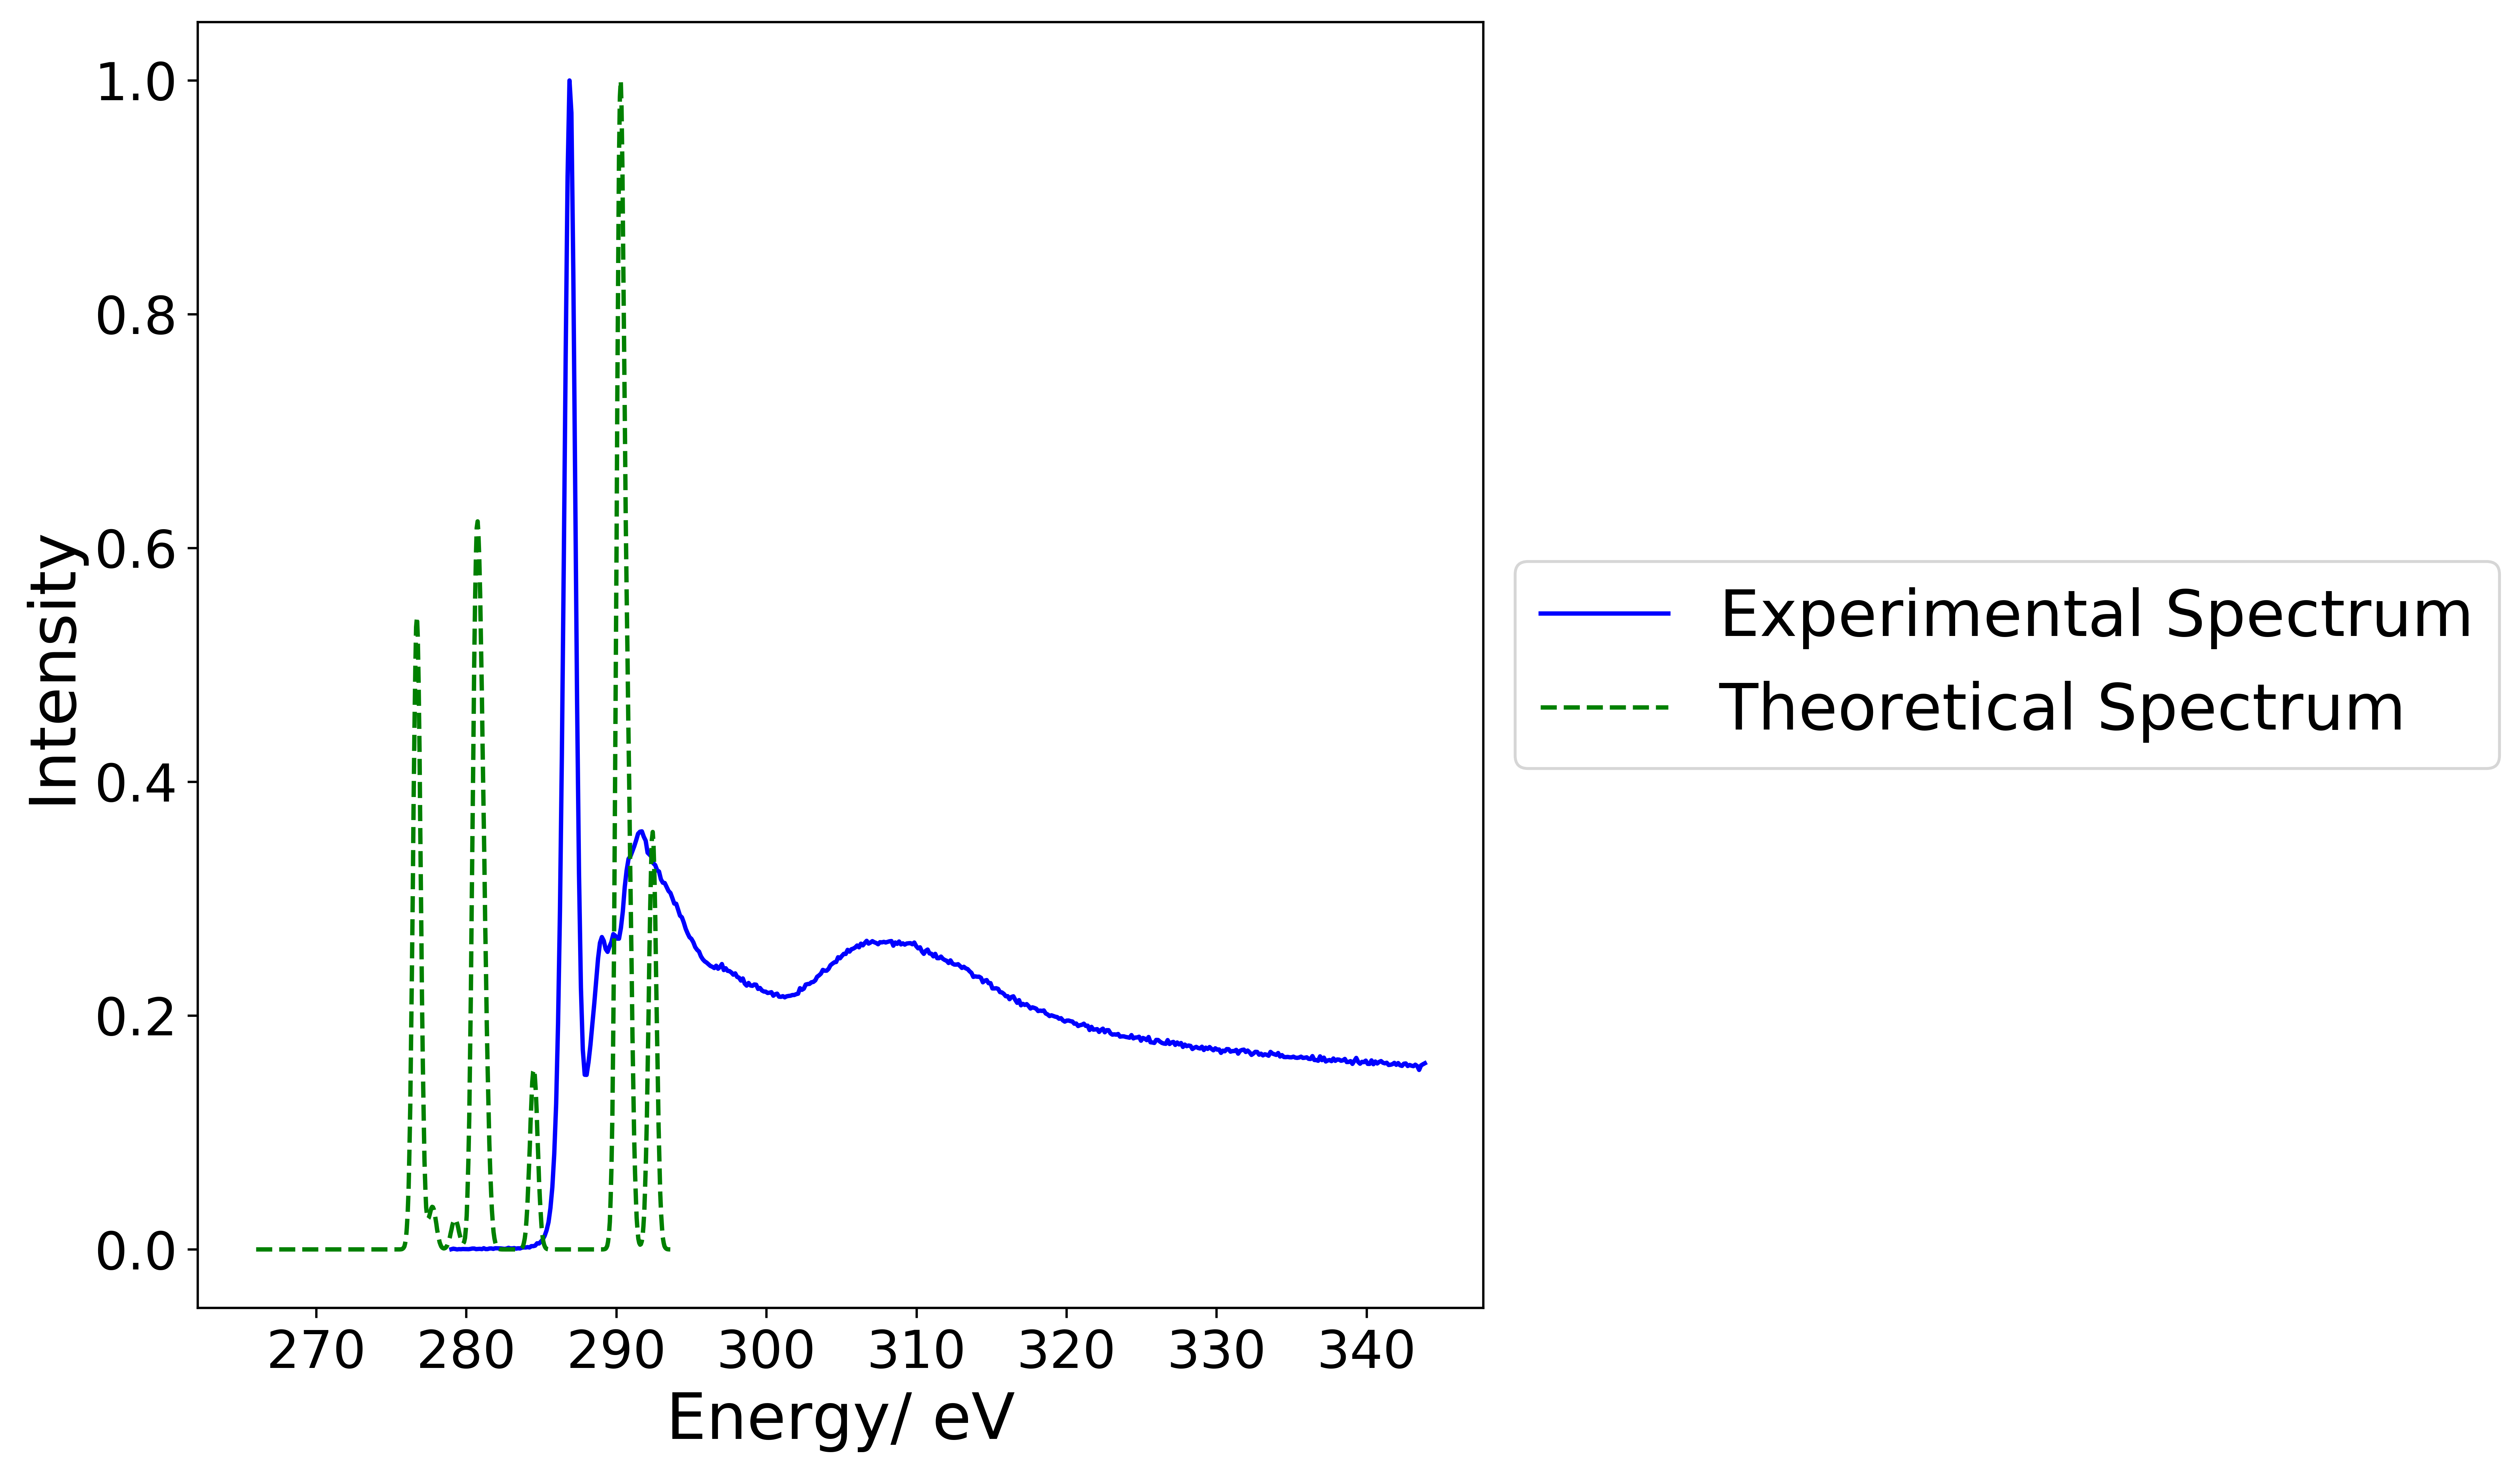 1.0
0.8
0.6
0.4
0.2
0.0
Intensity
270 280 290 300 310 320 330 340
Energy/ eV
Experimental Spectrum
Theoretical Spectrum